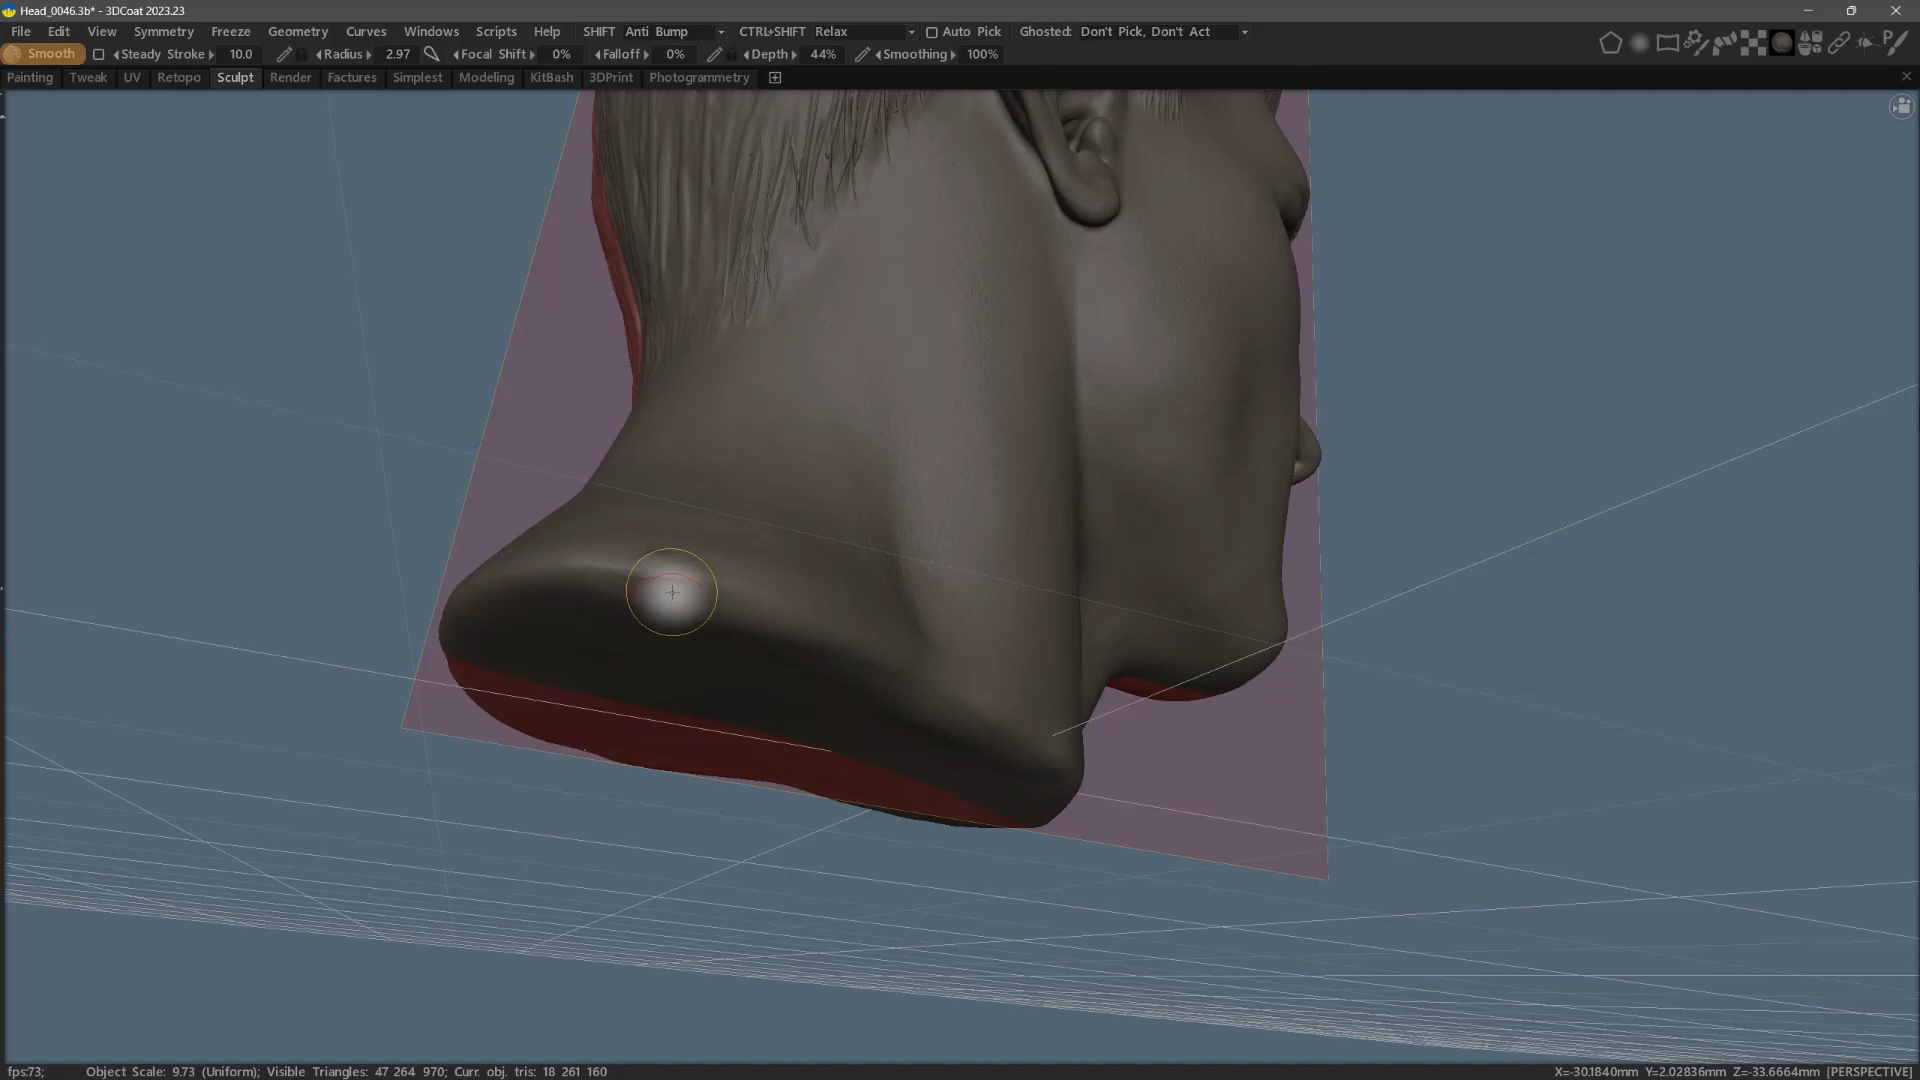 Head_0046.3b* - 3DCoat 2023.23
File Edit View Symmetry Freeze Geometry Curves Windows Scripts Help SHIFT Anti Bump CTRL+SHIFT Relax Auto Pick Ghosted: Don't Pick, Don't Act
Smooth Steady Stroke 10.0 Radius 2.97 Focal Shift 0% Falloff 0% Depth 44% Smoothing 100%
Painting Tweak UV Retopo Sculpt Render Factures Simplest Modeling KitBash 3DPrint Photogrammetry
fps:73; Object Scale: 9.73 (Uniform); Visible Triangles: 47 264 970; Curr. obj. tris: 18 261 160 X=-30.1840mm Y=2.02836mm Z=-33.6664mm [PERSPECTIVE]